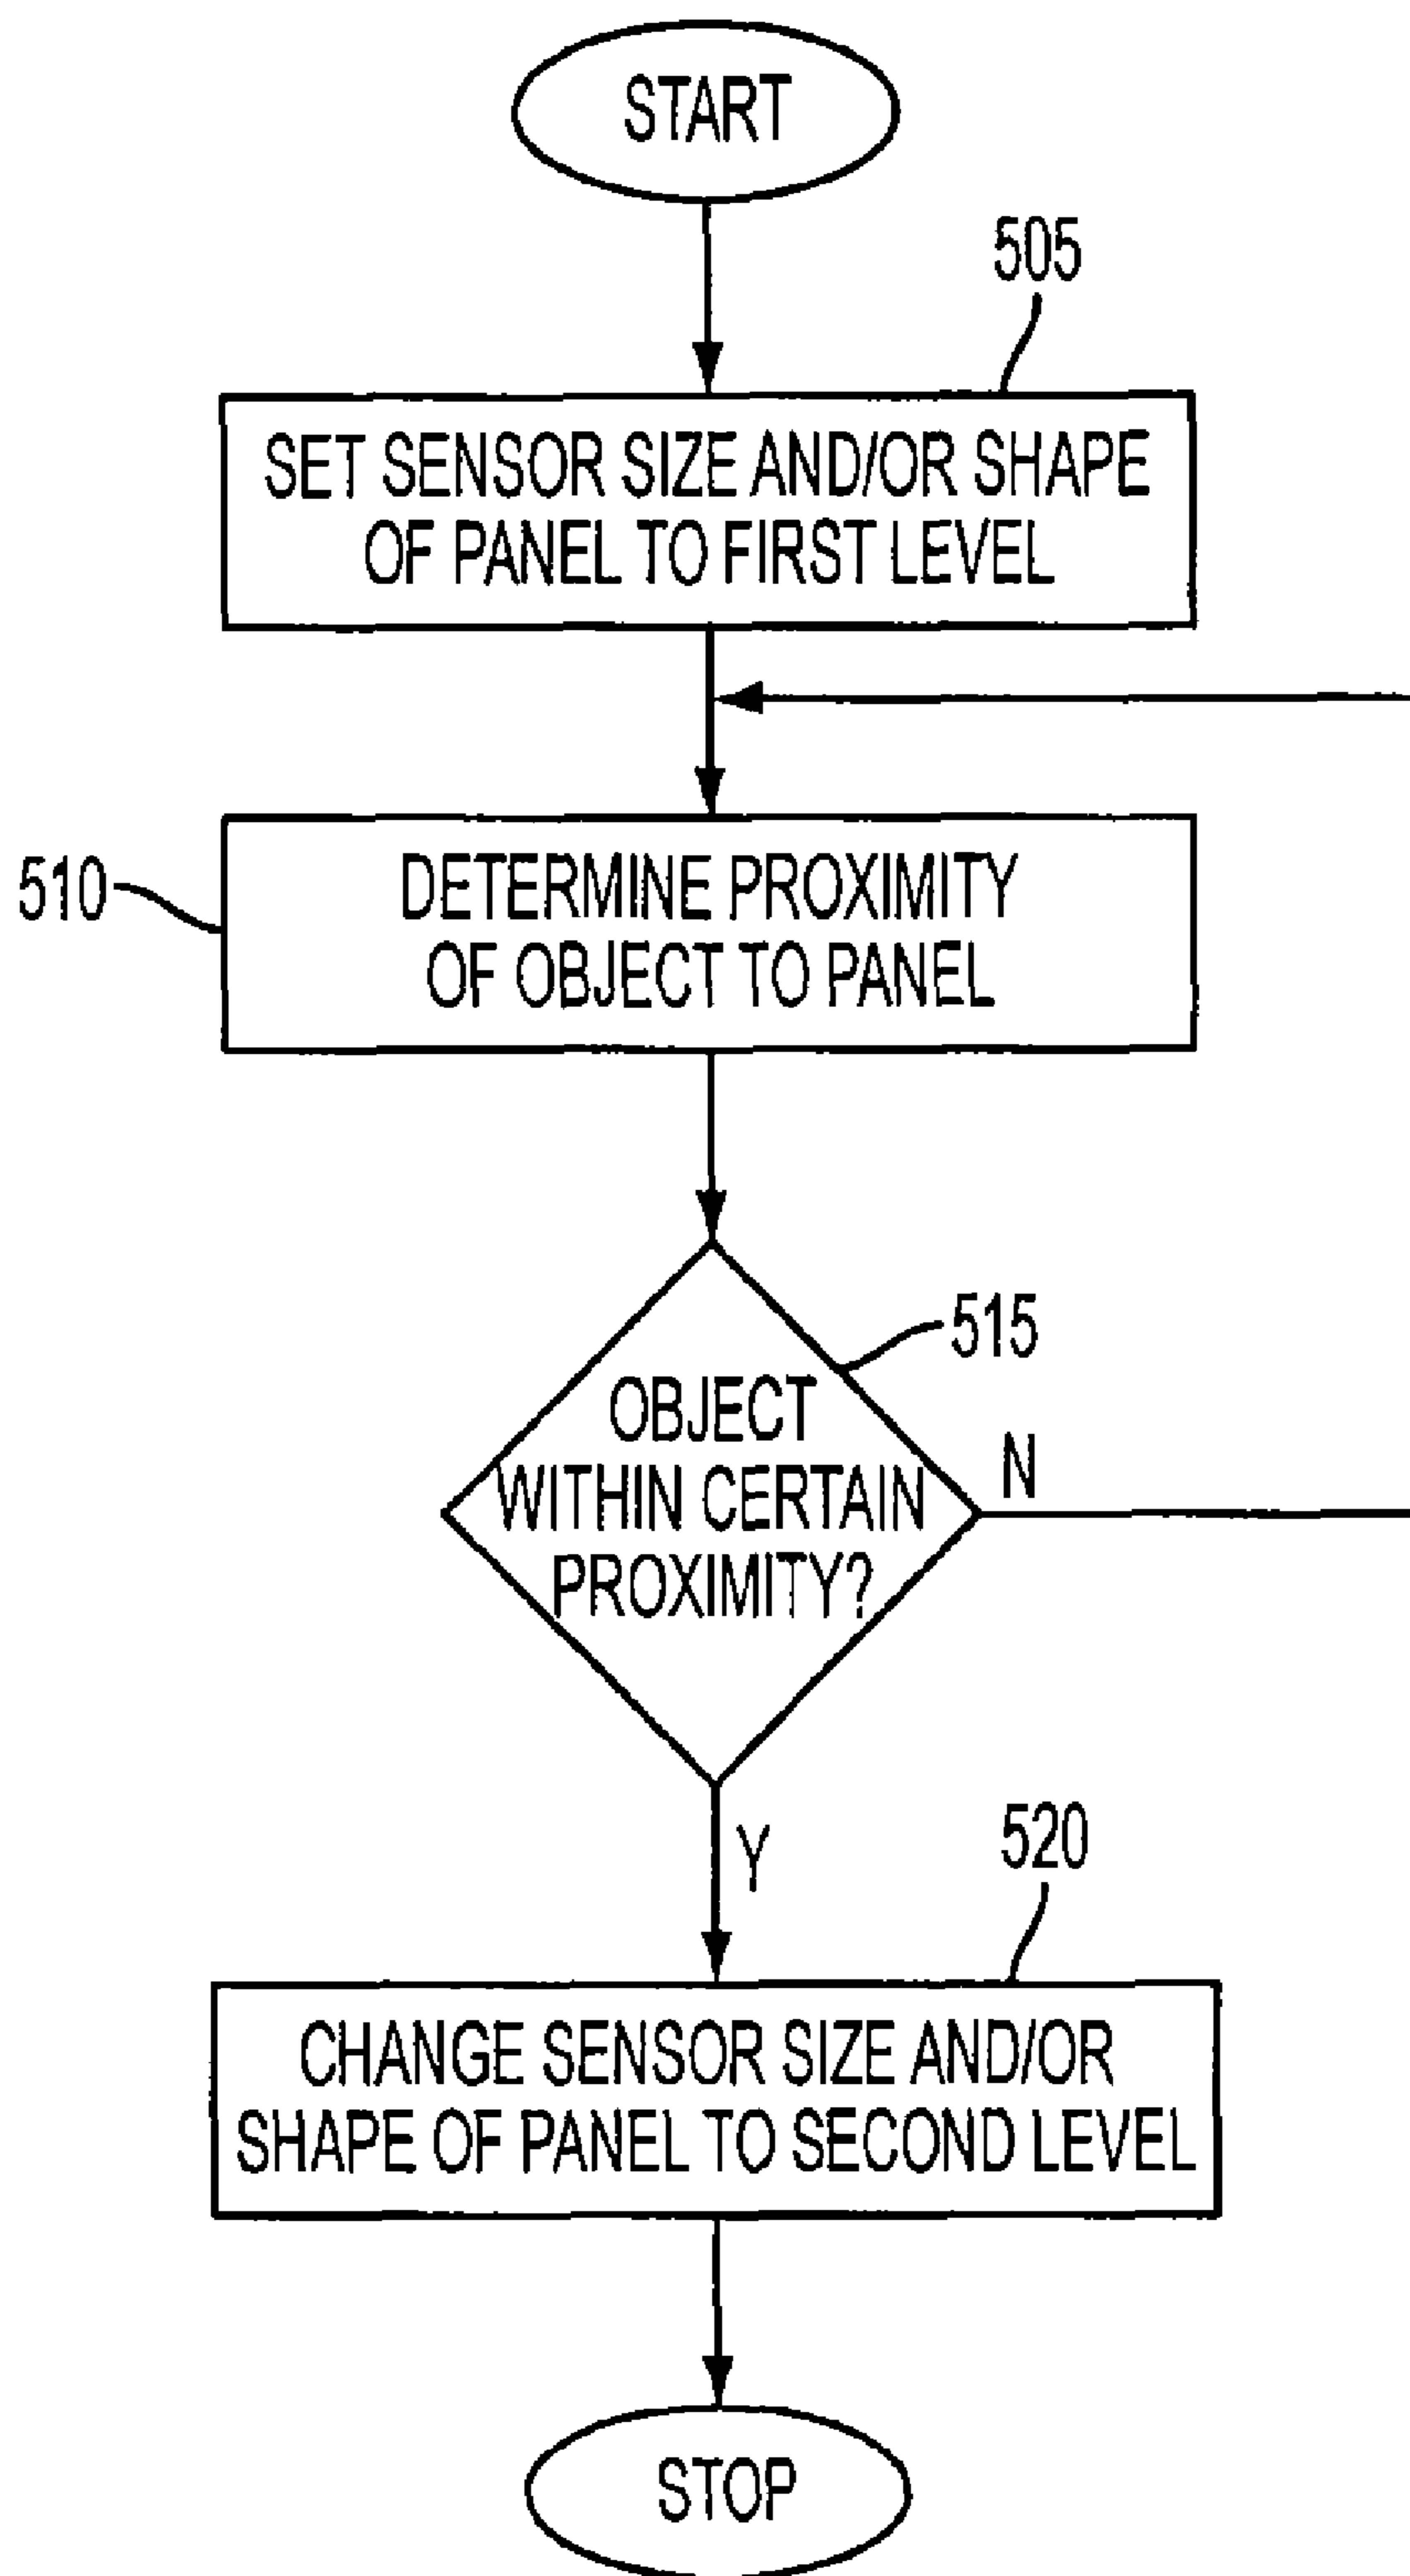 START
505
SET SENSOR SIZE AND/OR SHAPE
OF PANEL TO FIRST LEVEL
510
DETERMINE PROXIMITY
OF OBJECT TO PANEL
515
OBJECT
WITHIN CERTAIN
PROXIMITY?
N
Y
520
CHANGE SENSOR SIZE AND/OR
SHAPE OF PANEL TO SECOND LEVEL
STOP